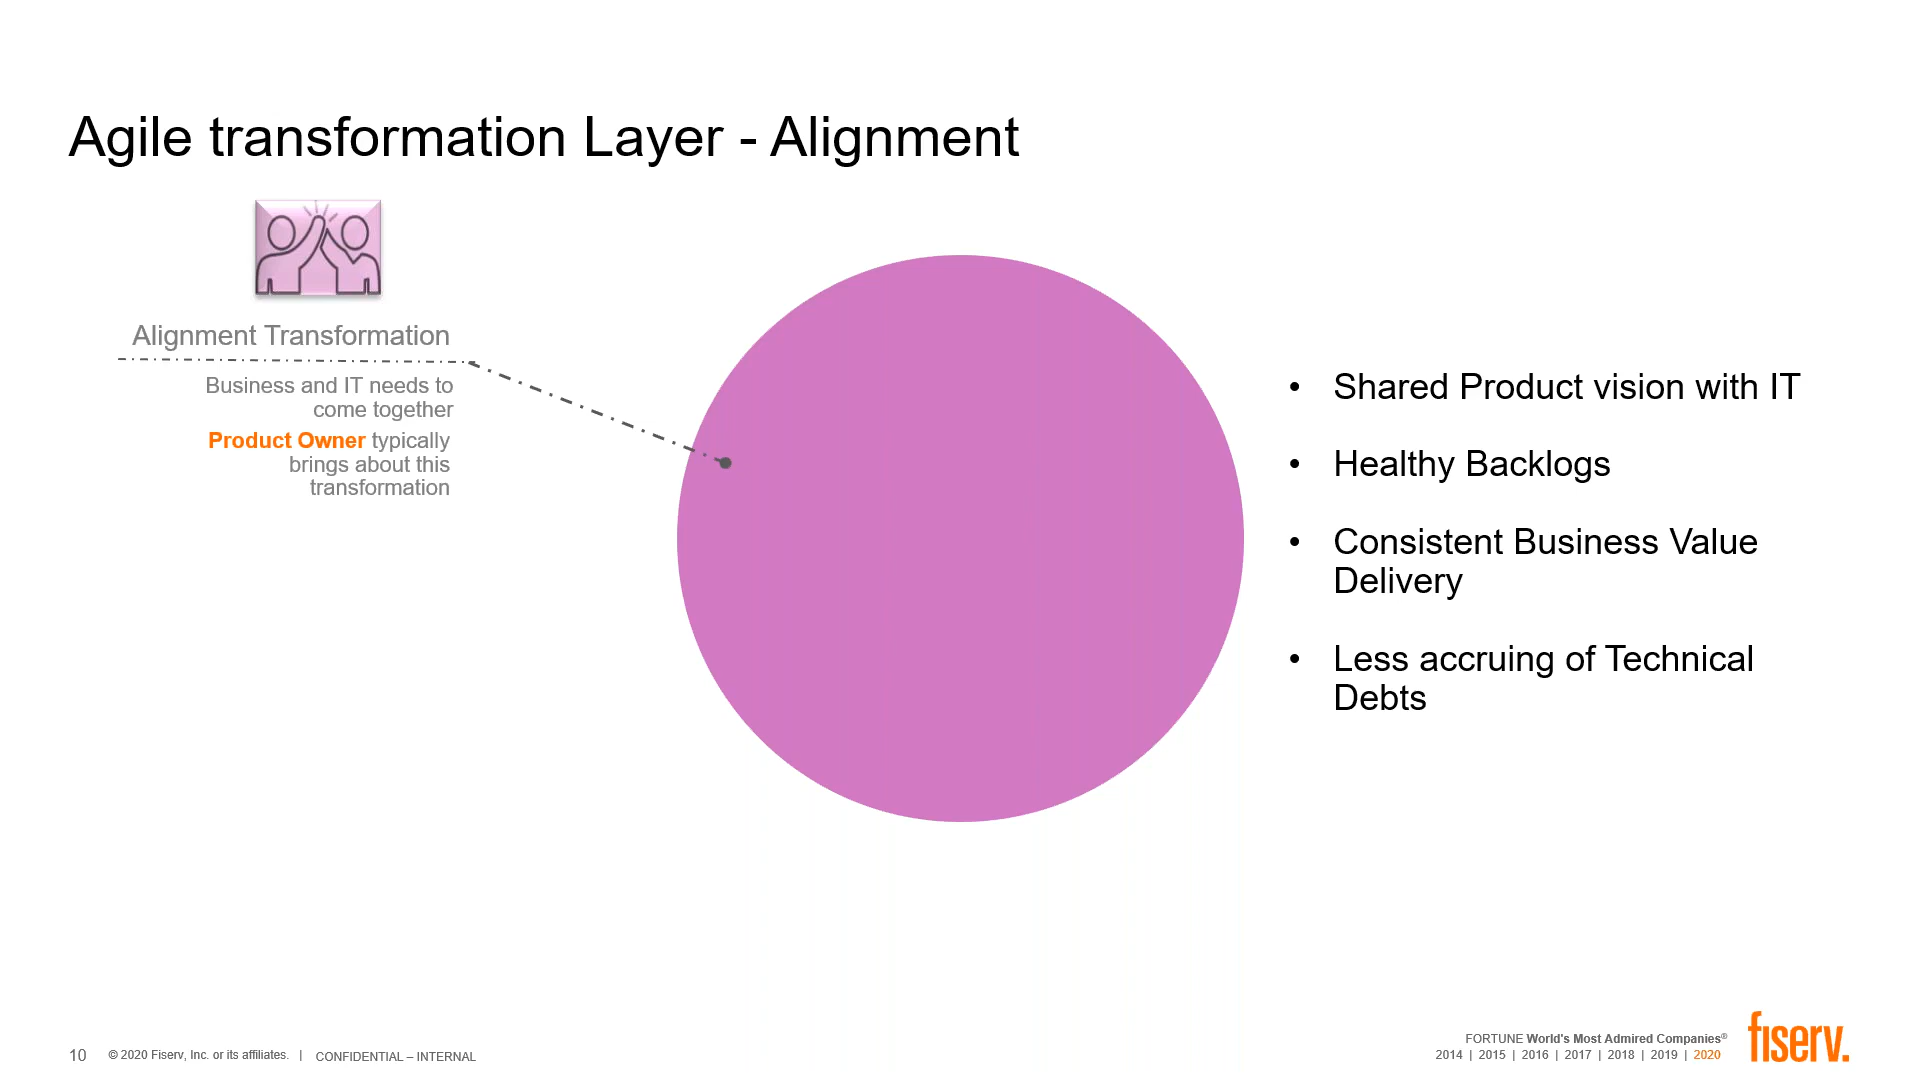 Agile transformation Layer - Alignment
Alignment Transformation
Business and IT needs to
come together
Product Owner typically
brings about this
transformation
• Shared Product vision with IT
• Healthy Backlogs
• Consistent Business Value
Delivery
• Less accruing of Technical
Debts
10 © 2020 Fiserv, Inc. or its affiliates. | CONFIDENTIAL – INTERNAL
FORTUNE World's Most Admired Companies®
2014 | 2015 | 2016 | 2017 | 2018 | 2019 | 2020
fiserv.